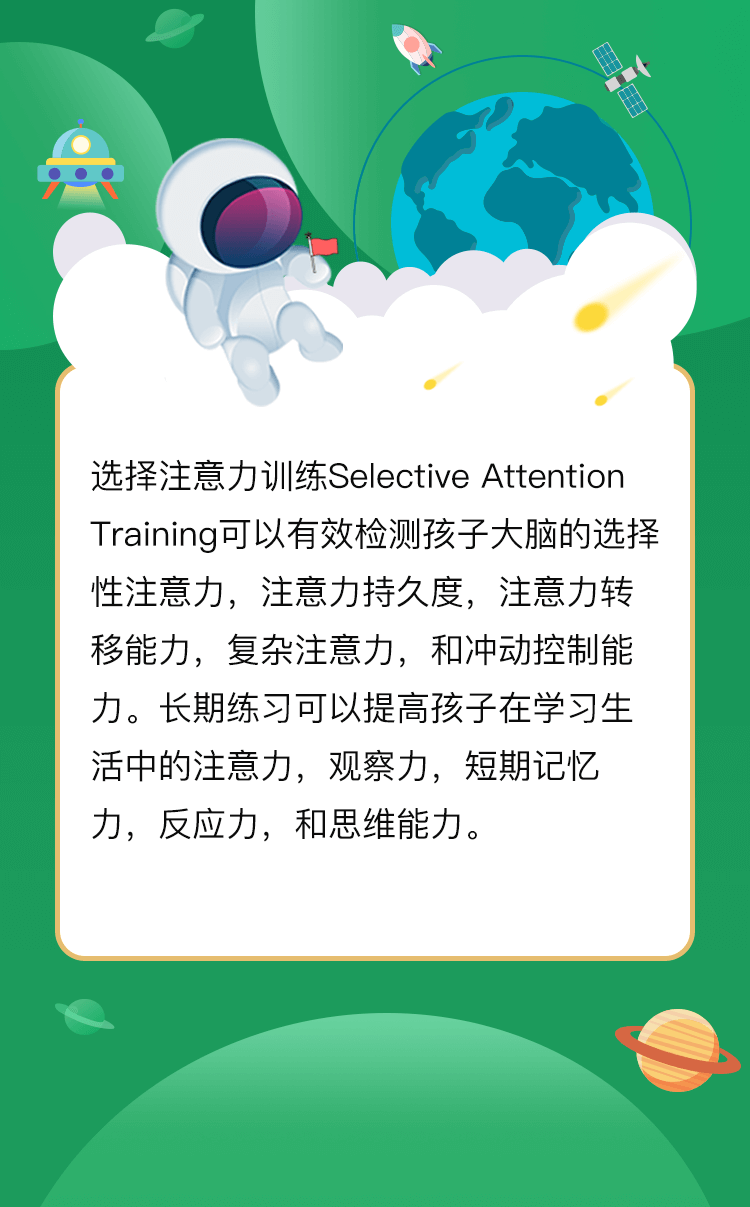 选择注意力训练Selective Attention
Training可以有效检测孩子大脑的选择
性注意力，注意力持久度，注意力转
移能力，复杂注意力，和冲动控制能
力。长期练习可以提高孩子在学习生
活中的注意力，观察力，短期记忆
力，反应力，和思维能力。